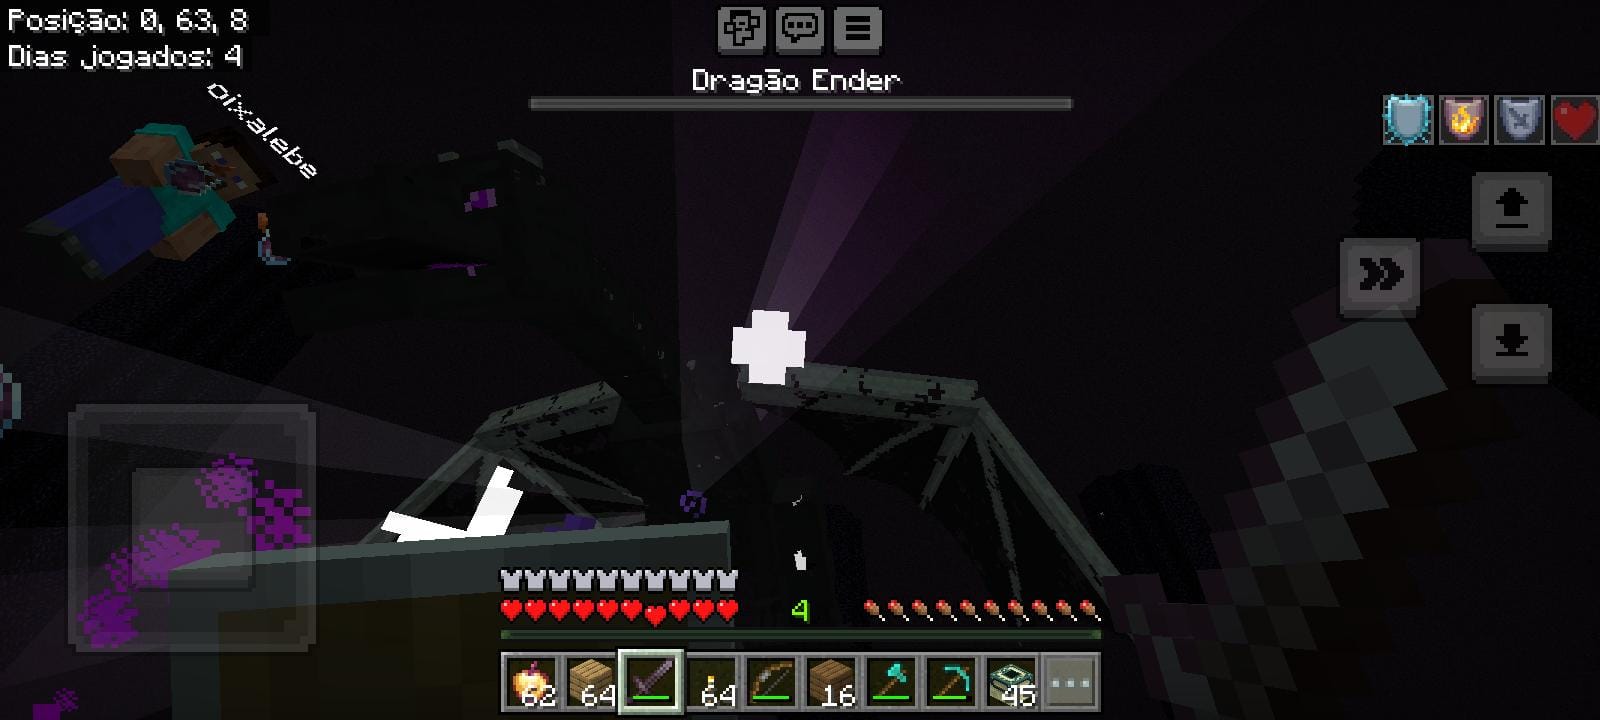 Posição: 0, 63, 8
Dias jogados: 4
Dragão Ender
oixalebe
4
62
64
64
16
45